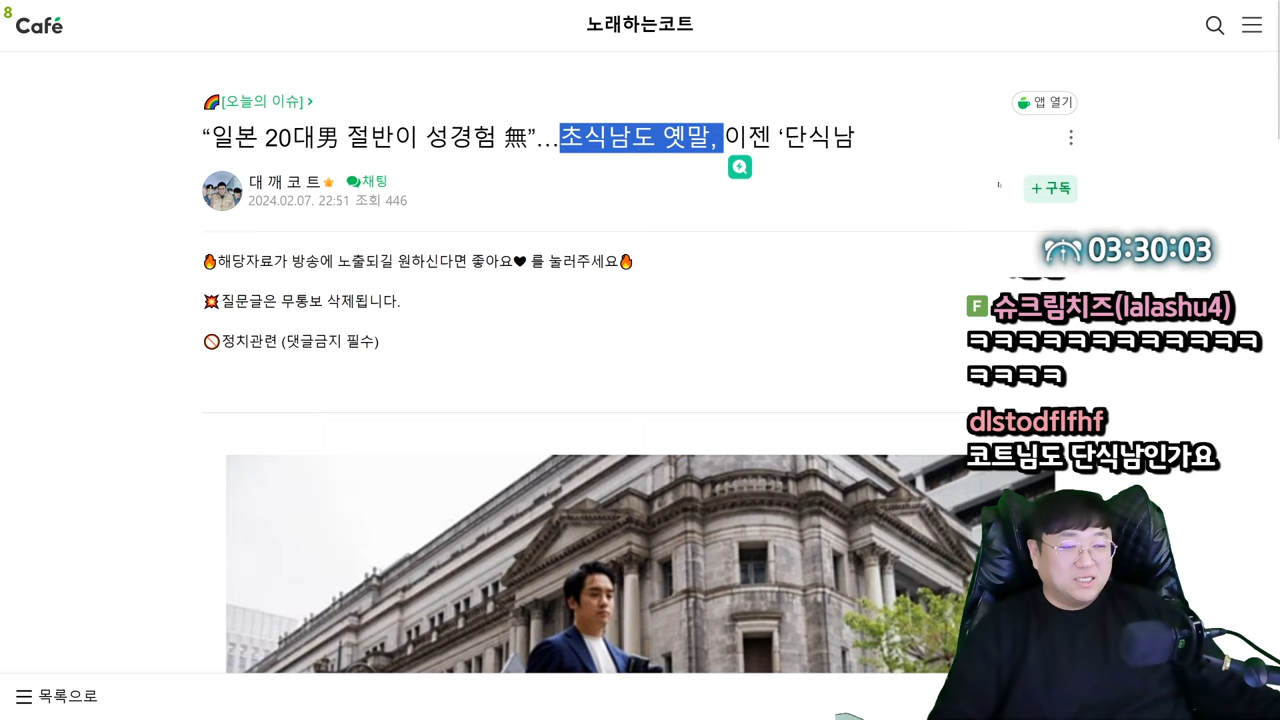 8
Café
노래하는코트
[오늘의 이슈]
앱 열기
“일본 20대男 절반이 성경험 無”…초식남도 옛말, 이젠 ‘단식남
대 깨 코 트
채팅
2024.02.07. 22:51 조회 446
+ 구독
해당자료가 방송에 노출되길 원하신다면 좋아요🖤 를 눌러주세요
질문글은 무통보 삭제됩니다.
정치관련 (댓글금지 필수)
03:30:03
F 슈크림치즈(lalashu4)
ㅋㅋㅋㅋㅋㅋㅋㅋㅋㅋㅋㅋ
ㅋㅋㅋㅋ
dlstodflfhf
코트님도 단식남인가요
목록으로